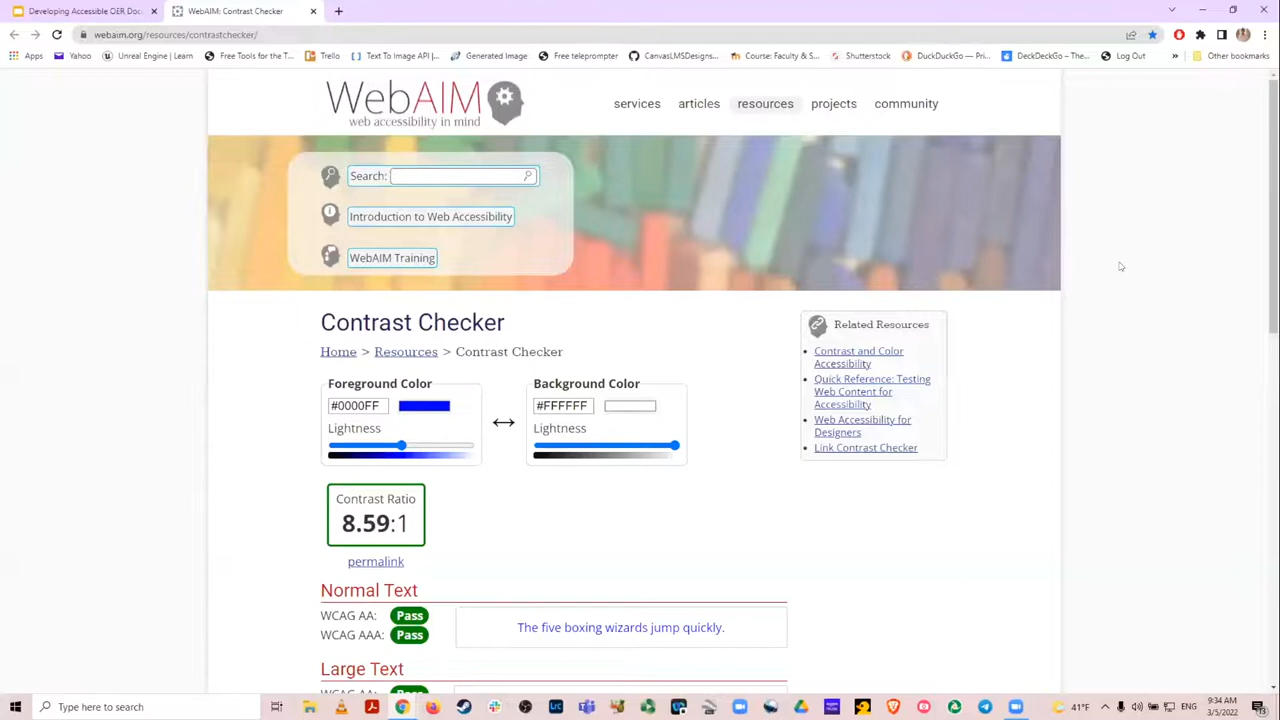 Developing Accessible OER Doc
WebAIM: Contrast Checker
webaim.org/resources/contrastchecker/
Apps
Yahoo
Unreal Engine | Learn
Free Tools for the T...
Trello
Text To Image API |...
Generated Image
Free teleprompter
CanvasLMSDesigns...
Course: Faculty & S...
Shutterstock
DuckDuckGo — Pri...
DeckDeckGo – The...
Log Out
»
Other bookmarks
WebAIM
web accessibility in mind
services articles resources projects community
Search:
Introduction to Web Accessibility
WebAIM Training
Contrast Checker
Home > Resources > Contrast Checker
Foreground Color
#0000FF
Lightness
Background Color
#FFFFFF
Lightness
Contrast Ratio
8.59:1
permalink
Related Resources
Contrast and Color
Accessibility
Quick Reference: Testing
Web Content for
Accessibility
Web Accessibility for
Designers
Link Contrast Checker
Normal Text
WCAG AA: Pass
WCAG AAA: Pass
The five boxing wizards jump quickly.
Large Text
WCAG AA: Pass
Type here to search
41°F
ENG
9:34 AM
3/5/2022